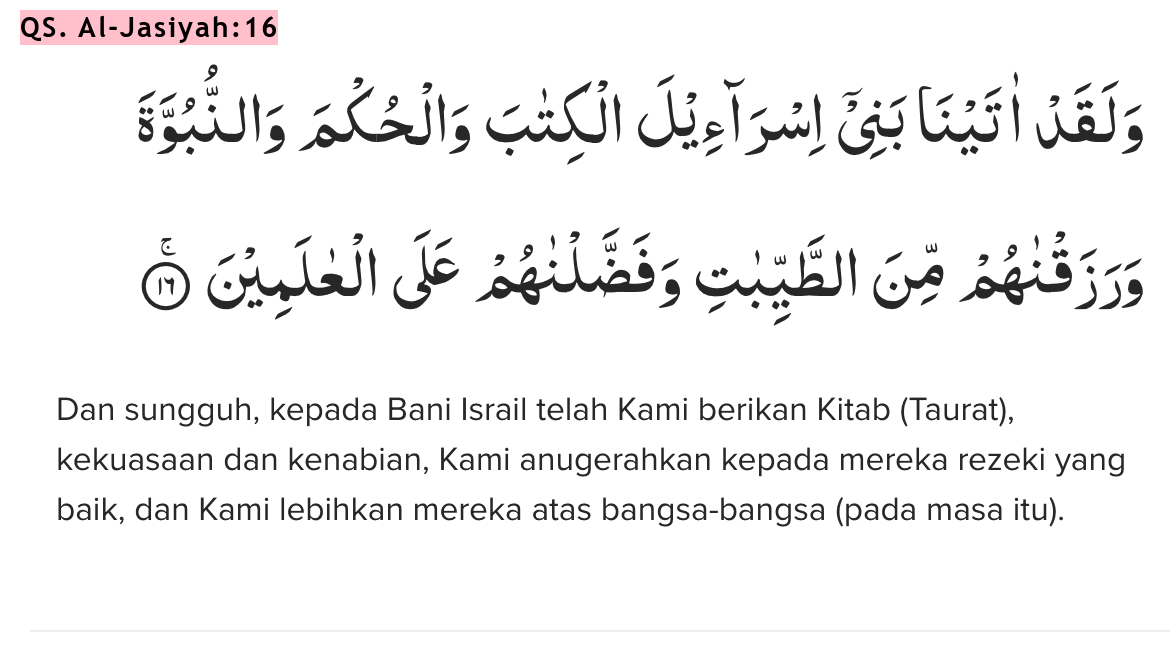 QS. Al-Jasiyah:16
وَلَقَدْ اٰتَيْنَا بَنِيْٓ اِسْرَاۤءِيْلَ الْكِتٰبَ وَالْحُكْمَ وَالنُّبُوَّةَ
وَرَزَقْنٰهُمْ مِّنَ الطَّيِّبٰتِ وَفَضَّلْنٰهُمْ عَلَى الْعٰلَمِيْنَ ۚ ١٦
Dan sungguh, kepada Bani Israil telah Kami berikan Kitab (Taurat),
kekuasaan dan kenabian, Kami anugerahkan kepada mereka rezeki yang
baik, dan Kami lebihkan mereka atas bangsa-bangsa (pada masa itu).